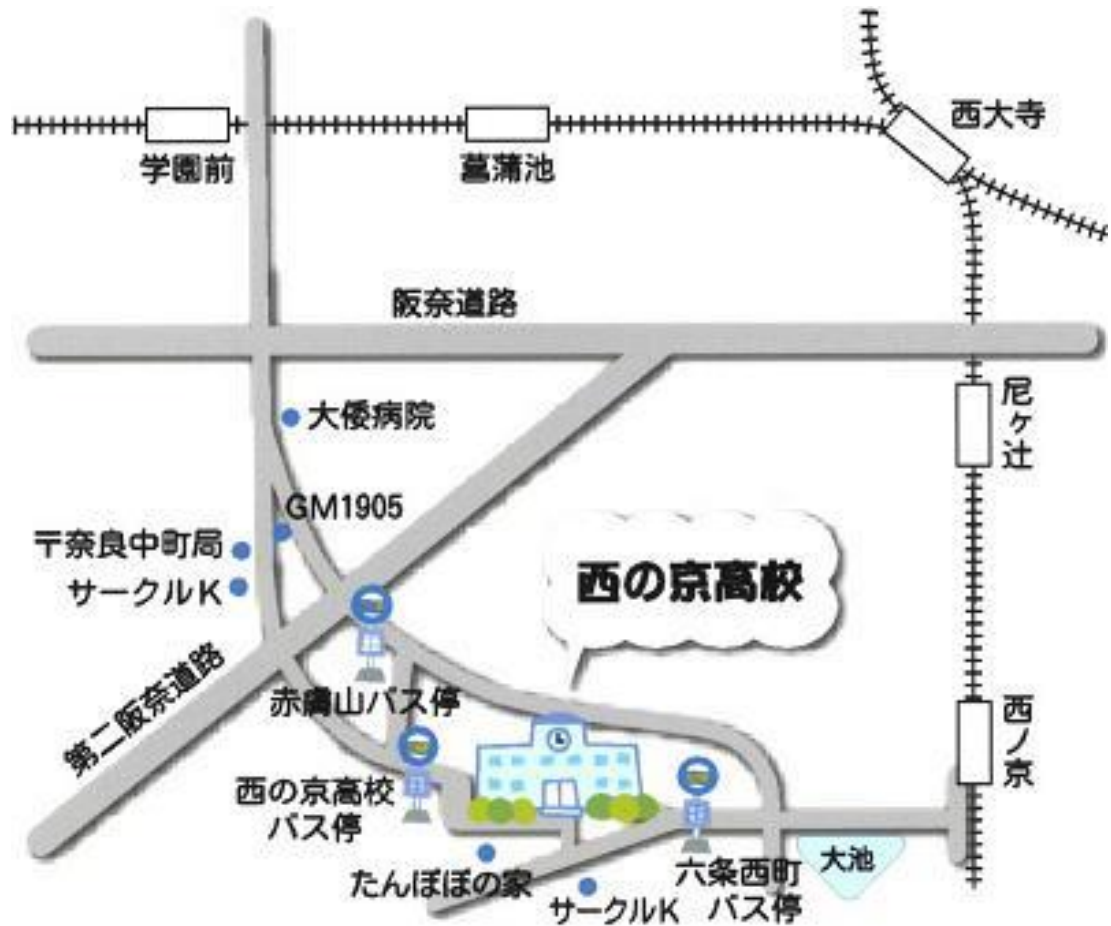 西大寺
学園前
菖蒲池
阪奈道路
尼ヶ辻
大倭病院
GM1905
〒奈良中町局
サークルK
西の京高校
第二阪奈道路
赤膚山バス停
西ノ京
西の京高校
バス停
たんぽぽの家
サークルK
六条西町
バス停
大池